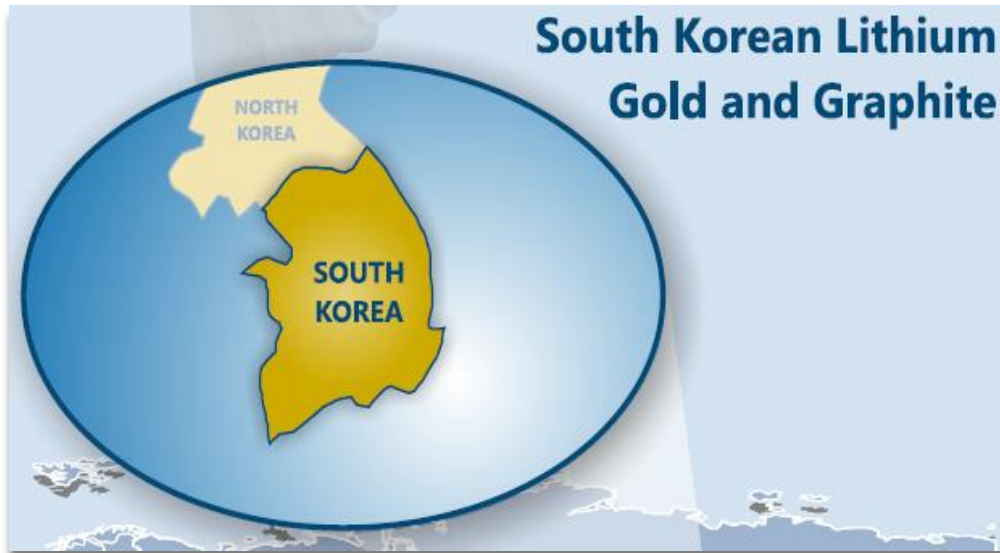 South Korean Lithium
Gold and Graphite
NORTH
KOREA
SOUTH
KOREA